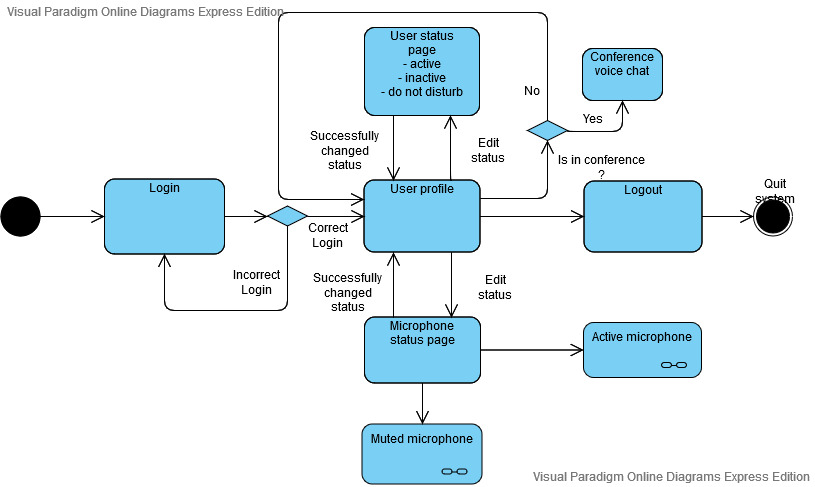 Visual Paradigm Online Diagrams Express Edition
User status
page
- active
- inactive
- do not disturb
No
Conference
voice chat
Yes
Successfully
changed
status
Edit
status
Is in conference
?
Login
User profile
Logout
Quit
system
Correct
Login
Incorrect
Login
Successfully
changed
status
Edit
status
Microphone
status page
Active microphone
Muted microphone
Visual Paradigm Online Diagrams Express Edition